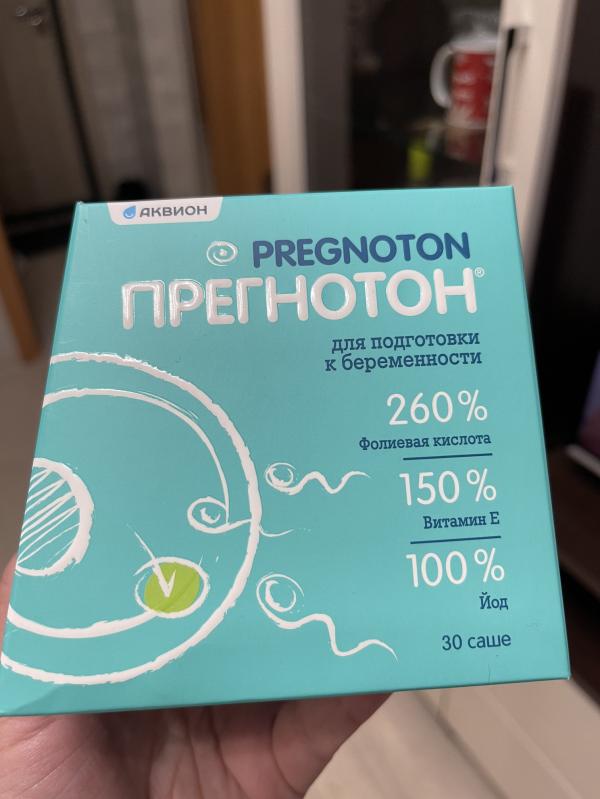 АКВИОН
PREGNOTON
ПРЕГНОТОН®
для подготовки
к беременности
260%
Фолиевая кислота
150%
Витамин Е
100%
Йод
30 саше